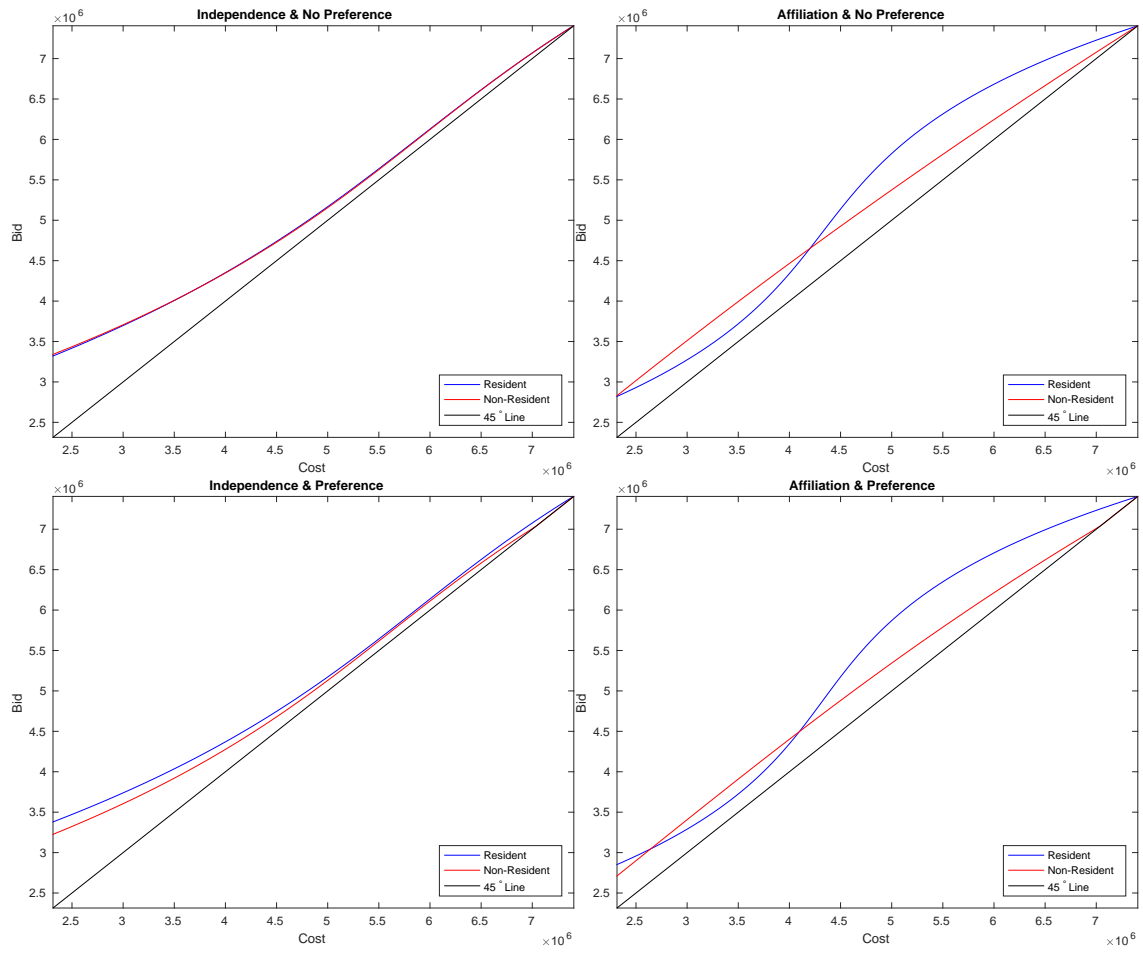 Independence & No Preference
×10^6
7
6.5
6
5.5
5
4.5
4
3.5
3
2.5
Bid
2.5 3 3.5 4 4.5 5 5.5 6 6.5 7
Cost
×10^6
Resident
Non-Resident
45° Line
Affiliation & No Preference
×10^6
7
6.5
6
5.5
5
4.5
4
3.5
3
2.5
Bid
2.5 3 3.5 4 4.5 5 5.5 6 6.5 7
Cost
×10^6
Resident
Non-Resident
45° Line
Independence & Preference
×10^6
7
6.5
6
5.5
5
4.5
4
3.5
3
2.5
Bid
2.5 3 3.5 4 4.5 5 5.5 6 6.5 7
Cost
×10^6
Resident
Non-Resident
45° Line
Affiliation & Preference
×10^6
7
6.5
6
5.5
5
4.5
4
3.5
3
2.5
Bid
2.5 3 3.5 4 4.5 5 5.5 6 6.5 7
Cost
×10^6
Resident
Non-Resident
45° Line